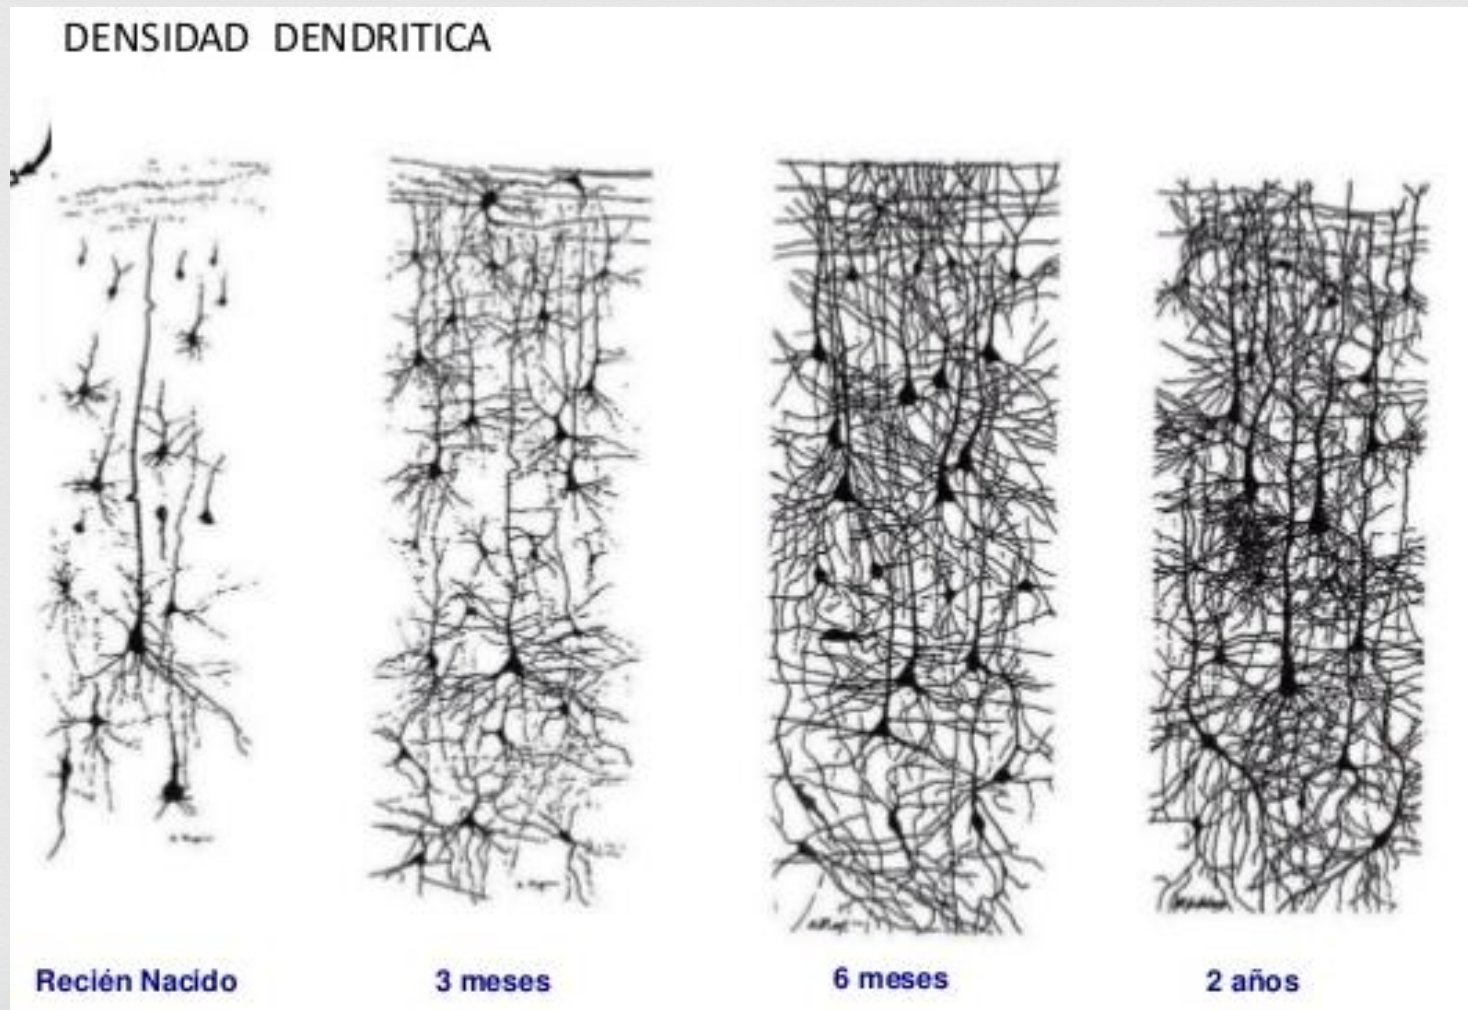 DENSIDAD DENDRITICA
Recién Nacido
3 meses
6 meses
2 años